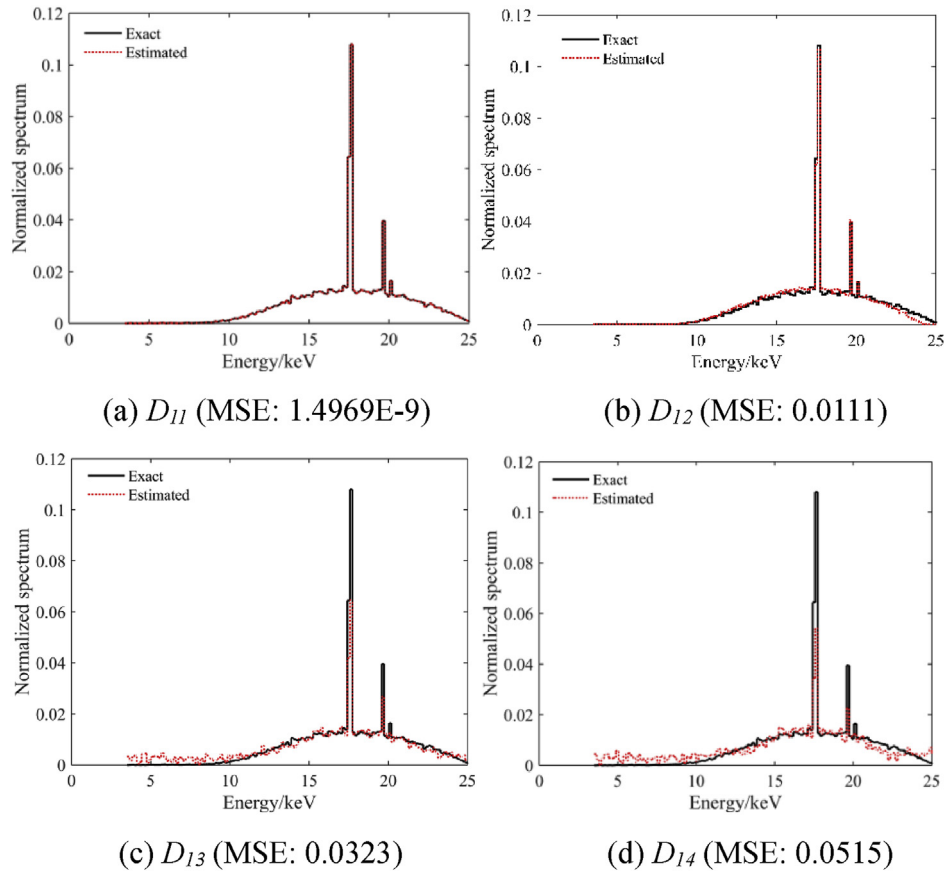 0.12
Exact
Estimated
0.1
0.08
0.06
0.04
0.02
0
Normalized spectrum
0 5 10 15 20 25
Energy/keV
(a) D11 (MSE: 1.4969E-9)
0.12
Exact
Estimated
0.1
0.08
0.06
0.04
0.02
0
Normalized spectrum
0 5 10 15 20 25
Energy/keV
(b) D12 (MSE: 0.0111)
0.12
Exact
Estimated
0.1
0.08
0.06
0.04
0.02
0
Normalized spectrum
0 5 10 15 20 25
Energy/keV
(c) D13 (MSE: 0.0323)
0.12
Exact
Estimated
0.1
0.08
0.06
0.04
0.02
0
Normalized spectrum
0 5 10 15 20 25
Energy/keV
(d) D14 (MSE: 0.0515)